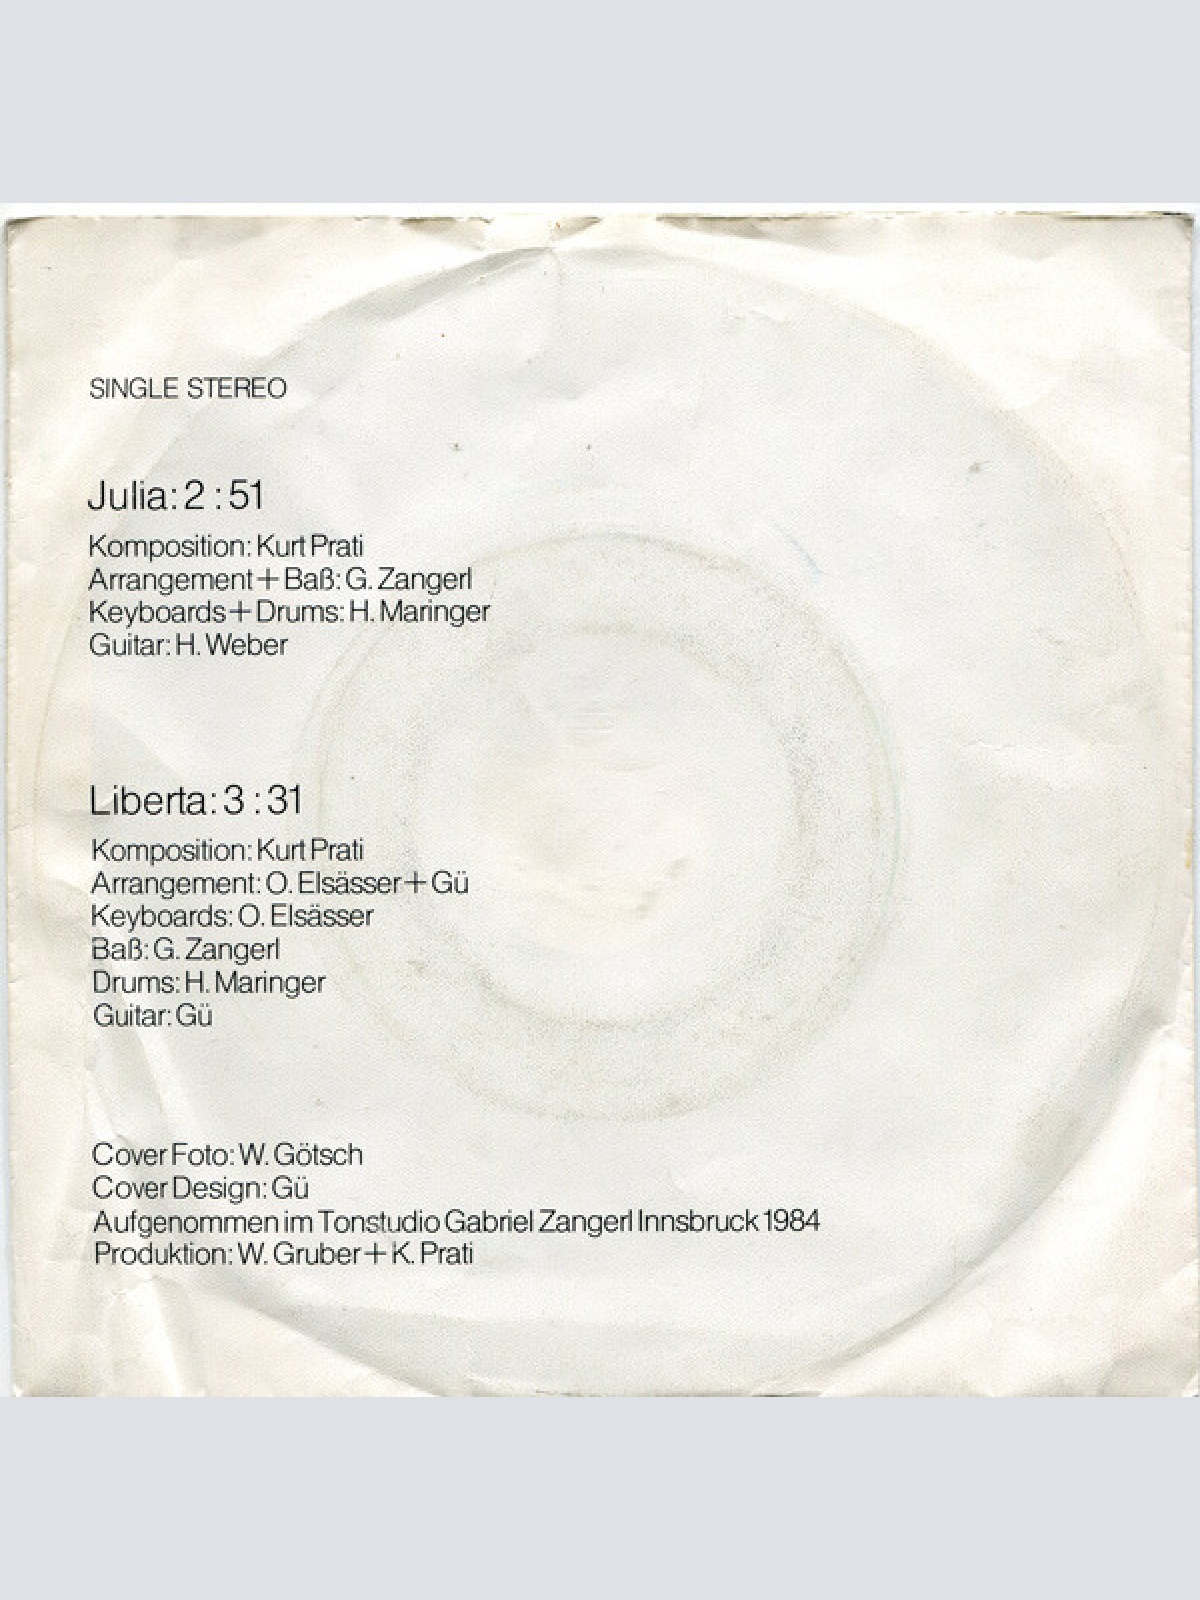 SINGLE STEREO
Julia: 2 : 51
Komposition: Kurt Prati
Arrangement + Baß: G. Zangerl
Keyboards + Drums: H. Maringer
Guitar: H. Weber
Liberta: 3 : 31
Komposition: Kurt Prati
Arrangement: O. Elsässer + Gü
Keyboards: O. Elsässer
Baß: G. Zangerl
Drums: H. Maringer
Guitar: Gü
Cover Foto: W. Götsch
Cover Design: Gü
Aufgenommen im Tonstudio Gabriel Zangerl Innsbruck 1984
Produktion: W. Gruber + K. Prati